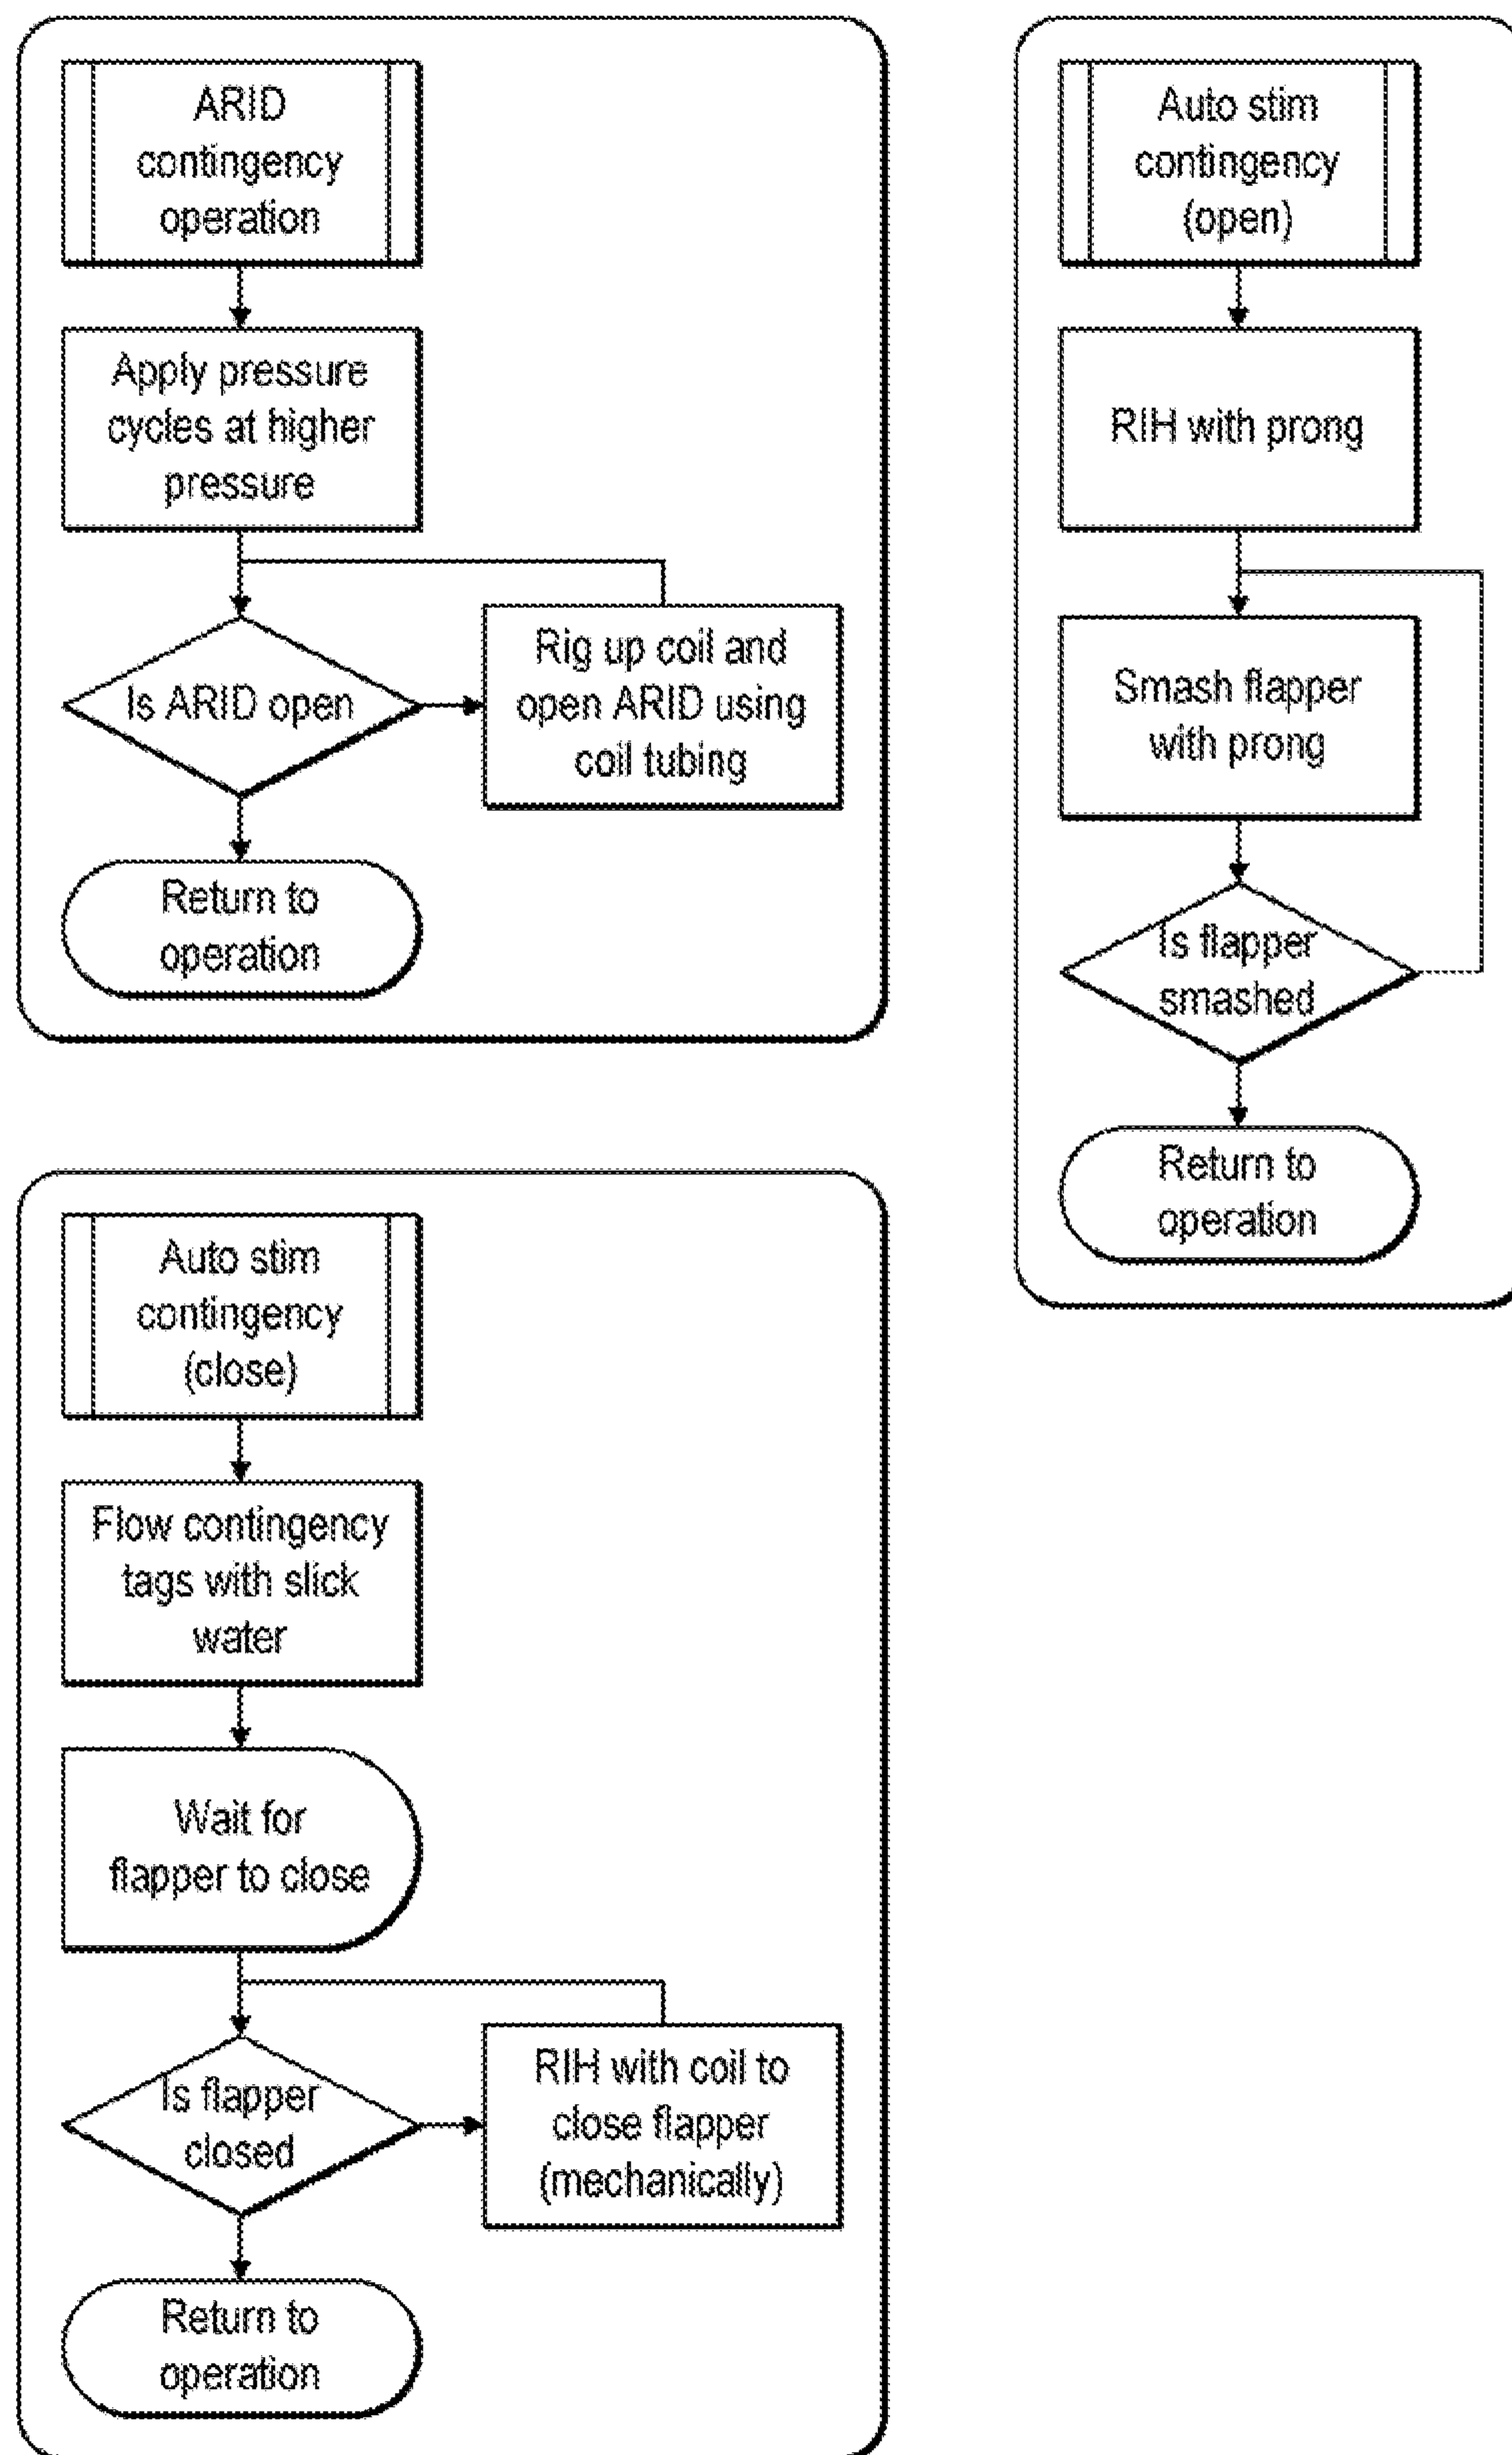 ARID
contingency
operation
Apply pressure
cycles at higher
pressure
Is ARID open
Rig up coil and
open ARID using
coil tubing
Return to
operation
Auto stim
contingency
(open)
RIH with prong
Smash flapper
with prong
Is flapper
smashed
Return to
operation
Auto stim
contingency
(close)
Flow contingency
tags with slick
water
Wait for
flapper to close
Is flapper
closed
RIH with coil to
close flapper
(mechanically)
Return to
operation